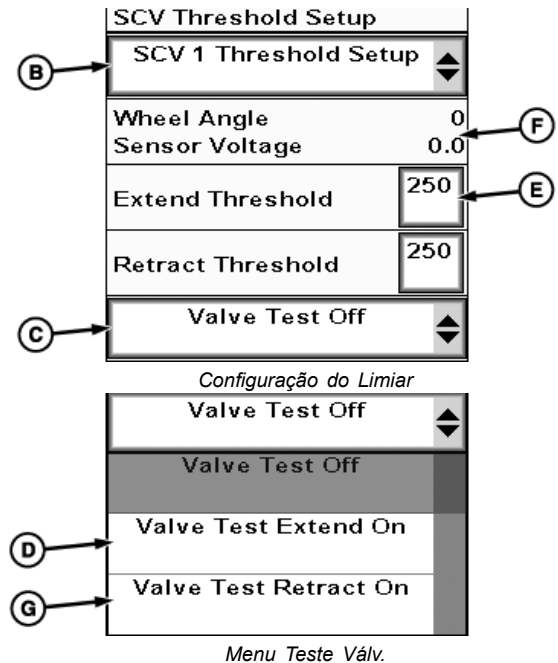 SCV Threshold Setup
B
SCV 1 Threshold Setup
Wheel Angle 0
Sensor Voltage 0.0
F
Extend Threshold 250
E
Retract Threshold 250
C
Valve Test Off
Configuração do Limiar
Valve Test Off
Valve Test Off
D
Valve Test Extend On
G
Valve Test Retract On
Menu Teste Válv.